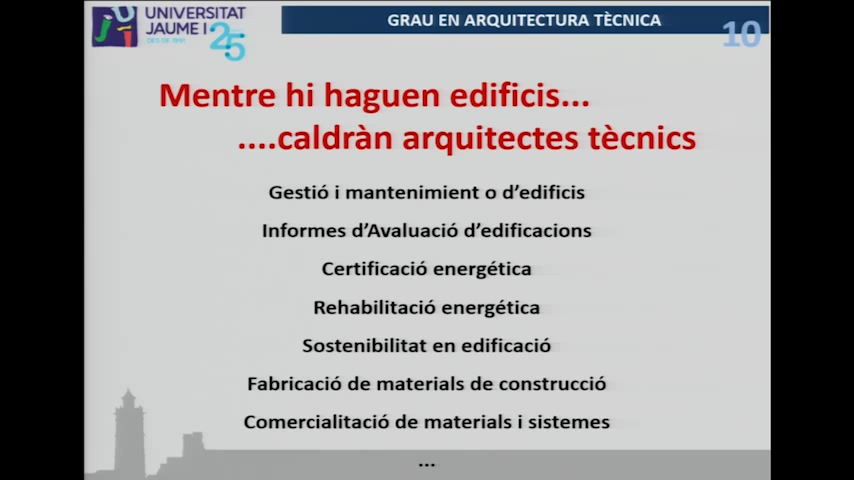 UNIVERSITAT
JAUME I
25
GRAU EN ARQUITECTURA TÈCNICA
10
Mentre hi haguen edificis...
....caldràn arquitectes tècnics
Gestió i mantenimient o d’edificis
Informes d’Avaluació d’edificacions
Certificació energética
Rehabilitació energética
Sostenibilitat en edificació
Fabricació de materials de construcció
Comercialitació de materials i sistemes
...